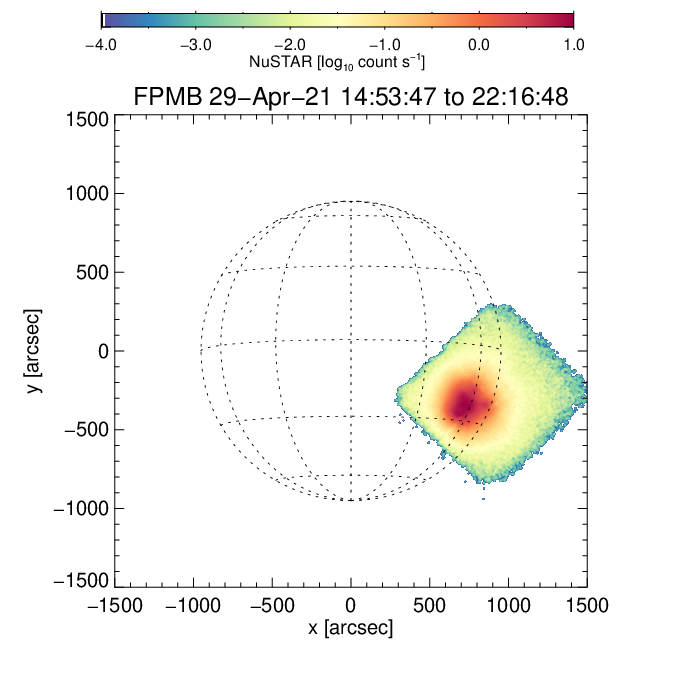 −4.0 −3.0 −2.0 −1.0 0.0 1.0
NuSTAR [log₁₀ count s⁻¹]
FPMB 29−Apr−21 14:53:47 to 22:16:48
1500
1000
500
0
−500
−1000
−1500
y [arcsec]
−1500 −1000 −500 0 500 1000 1500
x [arcsec]